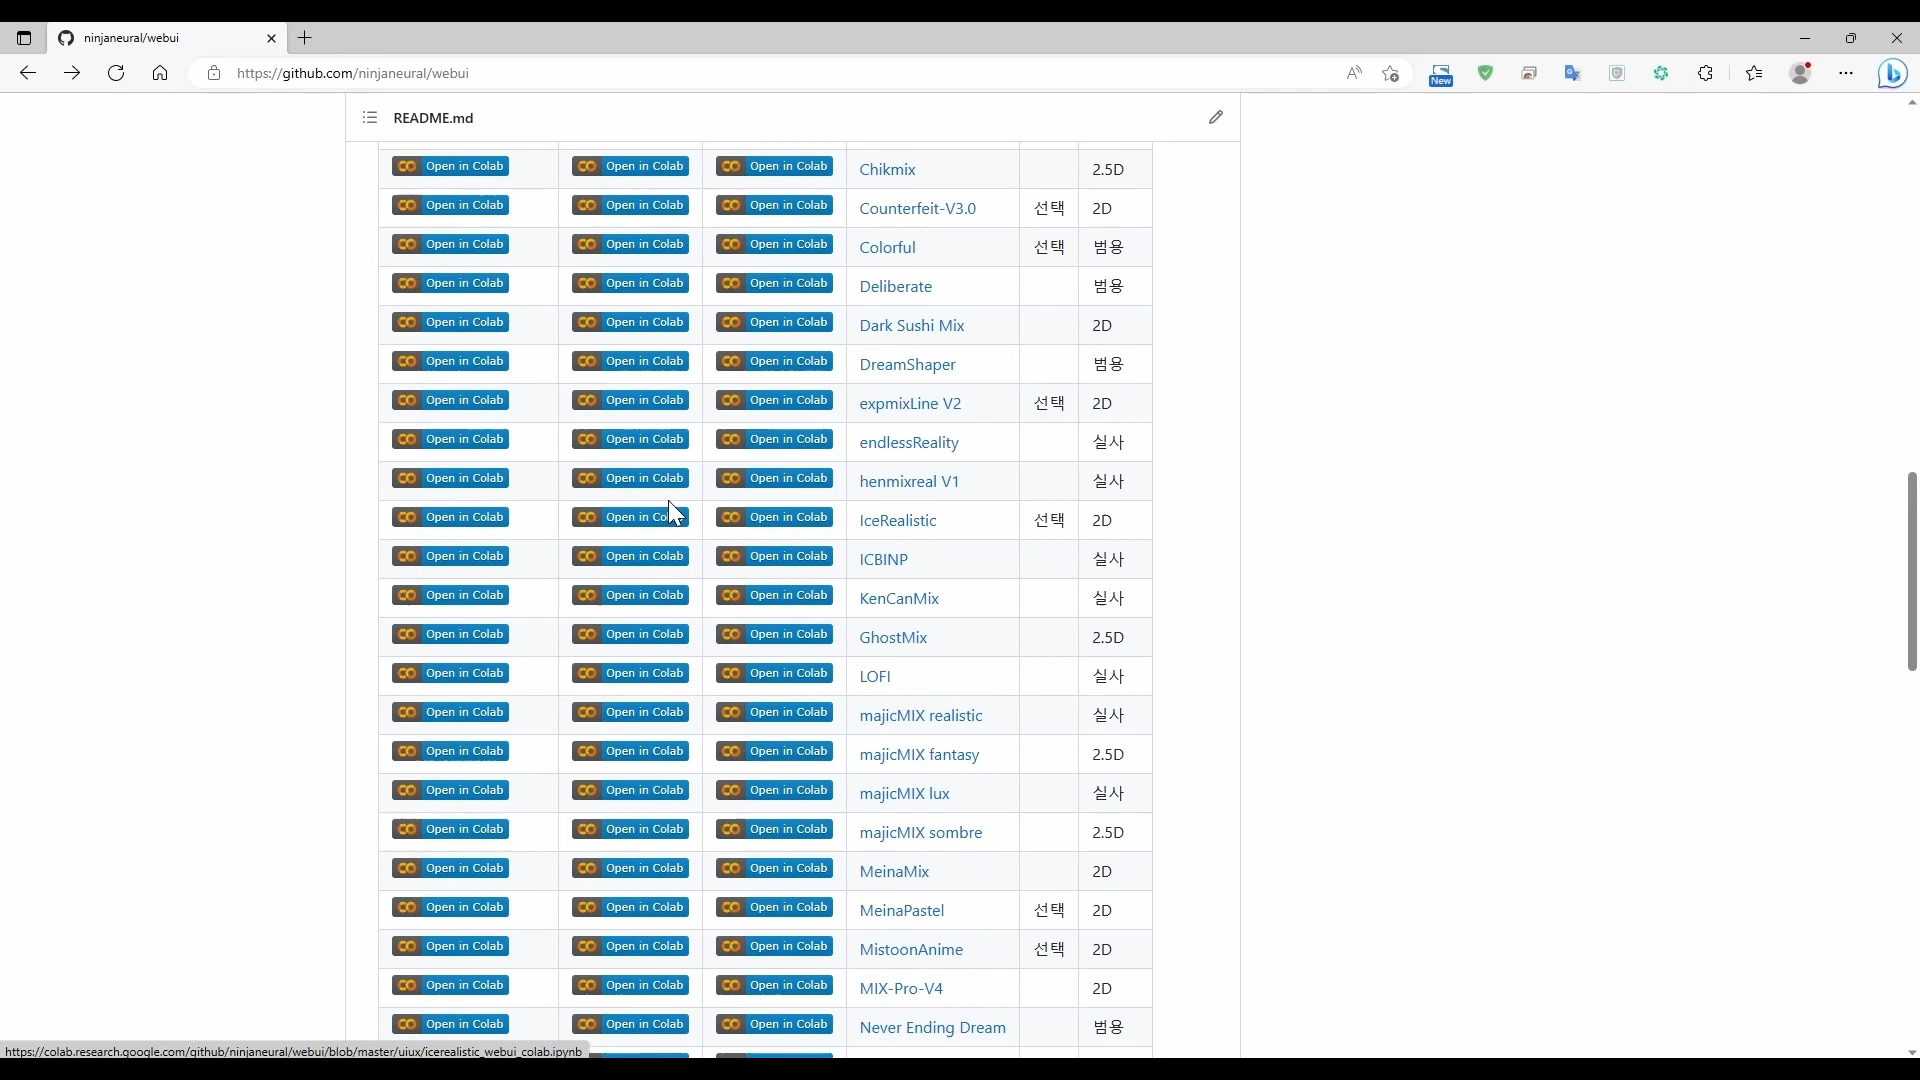 ninjaneural/webui
https://github.com/ninjaneural/webui
New
README.md
Open in Colab Open in Colab Open in Colab Chikmix 2.5D
Open in Colab Open in Colab Open in Colab Counterfeit-V3.0 선택 2D
Open in Colab Open in Colab Open in Colab Colorful 선택 범용
Open in Colab Open in Colab Open in Colab Deliberate 범용
Open in Colab Open in Colab Open in Colab Dark Sushi Mix 2D
Open in Colab Open in Colab Open in Colab DreamShaper 범용
Open in Colab Open in Colab Open in Colab expmixLine V2 선택 2D
Open in Colab Open in Colab Open in Colab endlessReality 실사
Open in Colab Open in Colab Open in Colab henmixreal V1 실사
Open in Colab Open in Colab Open in Colab IceRealistic 선택 2D
Open in Colab Open in Colab Open in Colab ICBINP 실사
Open in Colab Open in Colab Open in Colab KenCanMix 실사
Open in Colab Open in Colab Open in Colab GhostMix 2.5D
Open in Colab Open in Colab Open in Colab LOFI 실사
Open in Colab Open in Colab Open in Colab majicMIX realistic 실사
Open in Colab Open in Colab Open in Colab majicMIX fantasy 2.5D
Open in Colab Open in Colab Open in Colab majicMIX lux 실사
Open in Colab Open in Colab Open in Colab majicMIX sombre 2.5D
Open in Colab Open in Colab Open in Colab MeinaMix 2D
Open in Colab Open in Colab Open in Colab MeinaPastel 선택 2D
Open in Colab Open in Colab Open in Colab MistoonAnime 선택 2D
Open in Colab Open in Colab Open in Colab MIX-Pro-V4 2D
Open in Colab Open in Colab Open in Colab Never Ending Dream 범용
https://colab.research.google.com/github/ninjaneural/webui/blob/master/uiux/icerealistic_webui_colab.ipynb